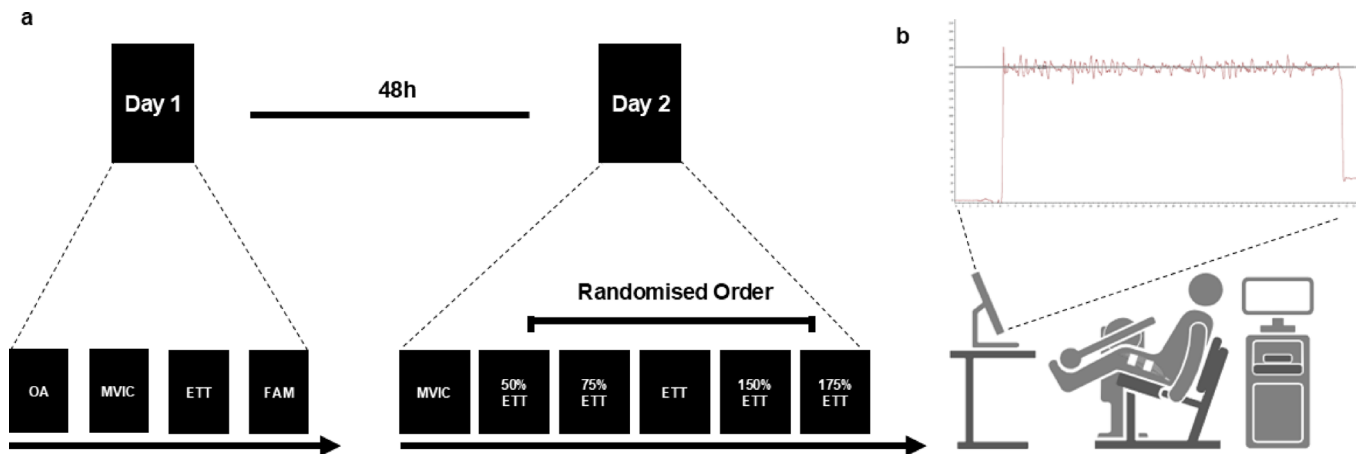 a
Day 1
48h
Day 2
Randomised Order
OA
MVIC
ETT
FAM
MVIC
50%
ETT
75%
ETT
ETT
150%
ETT
175%
ETT
b